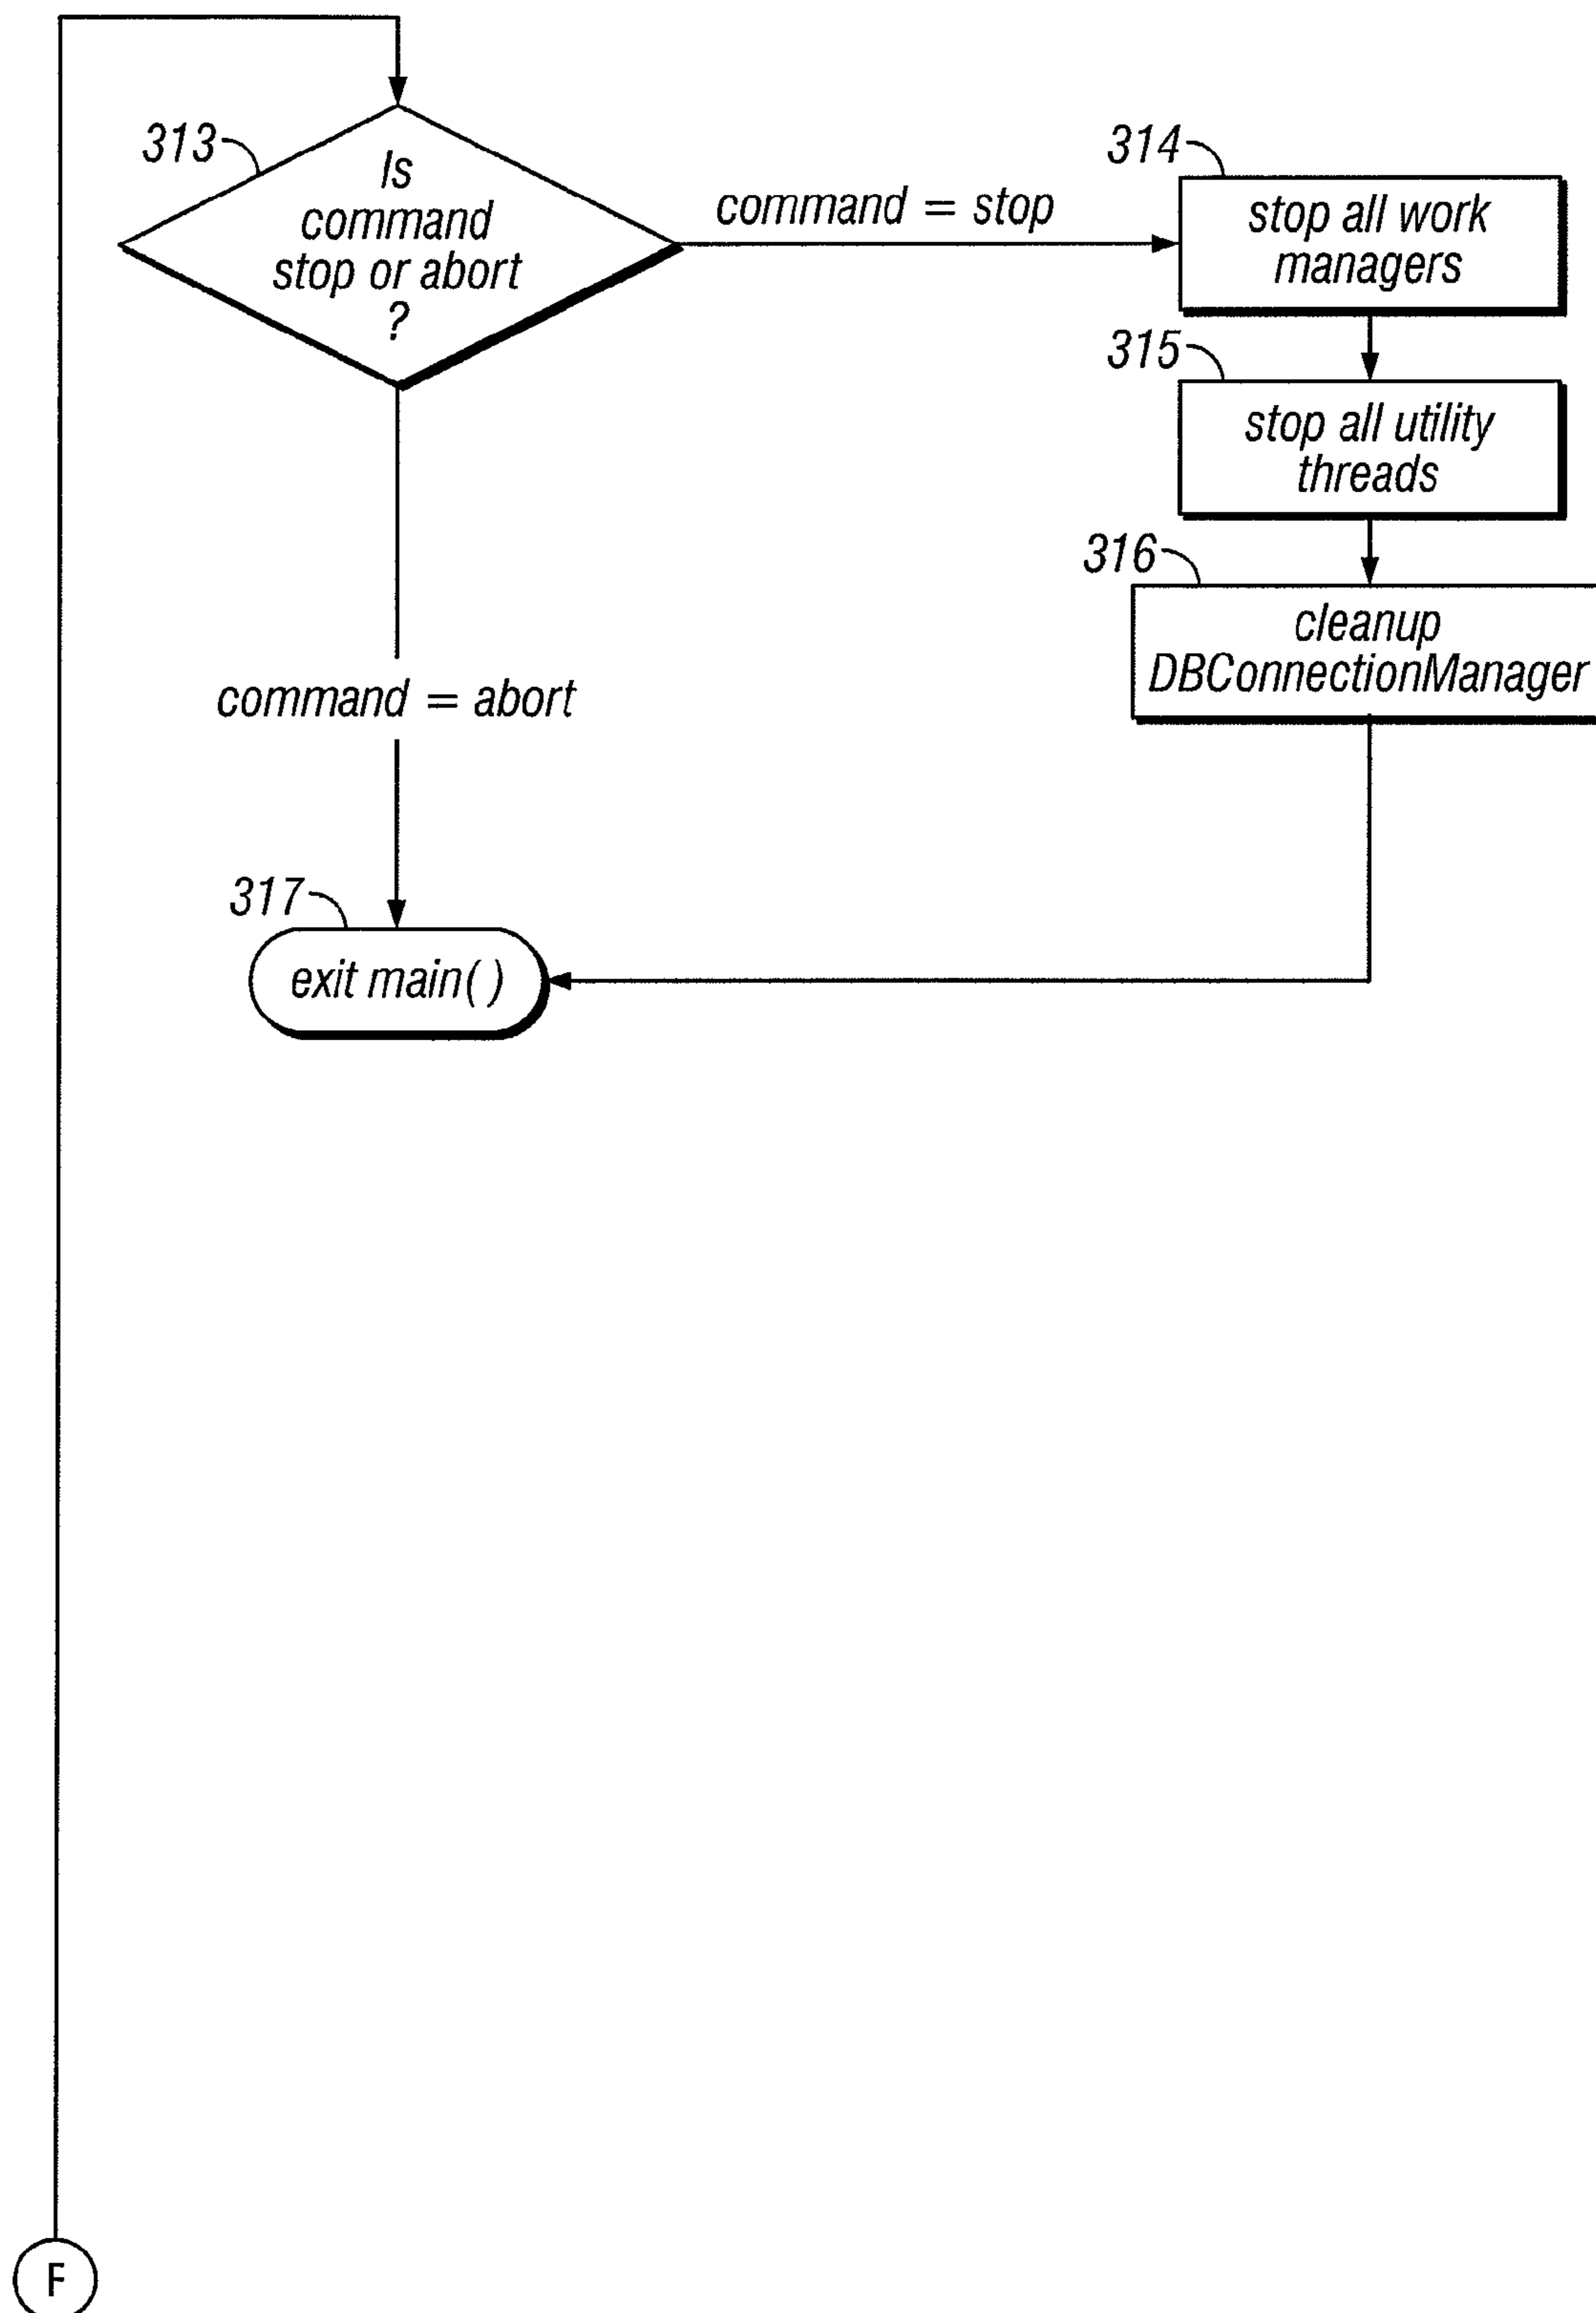 313
Is
command
stop or abort
?
command = stop
314
stop all work
managers
315
stop all utility
threads
316
cleanup
DBConnectionManager
command = abort
317
exit main( )
F